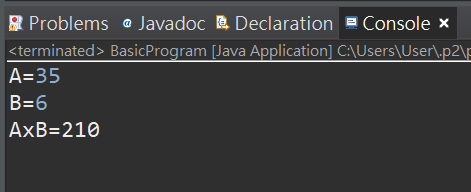 Problems @ Javadoc Declaration Console ×
<terminated> BasicProgram [Java Application] C:\Users\User\.p2\p
A=35
B=6
AxB=210